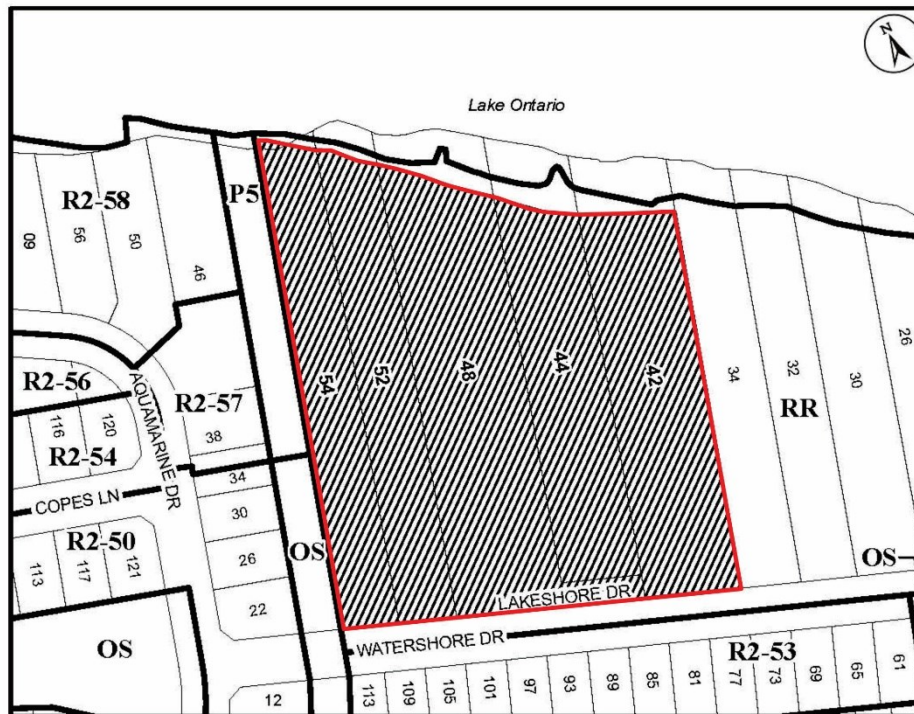 N
Lake Ontario
R2-58
P5
60
56
50
46
54
52
48
44
42
34
32
30
26
RR
R2-56
R2-57
AQUAMARINE DR
116
120
38
R2-54
34
COPES LN
30
R2-50
OS
26
OS
113
117
121
22
LAKESHORE DR
OS
WATERSHORE DR
R2-53
12
113
109
105
101
97
93
89
85
77
73
69
65
61